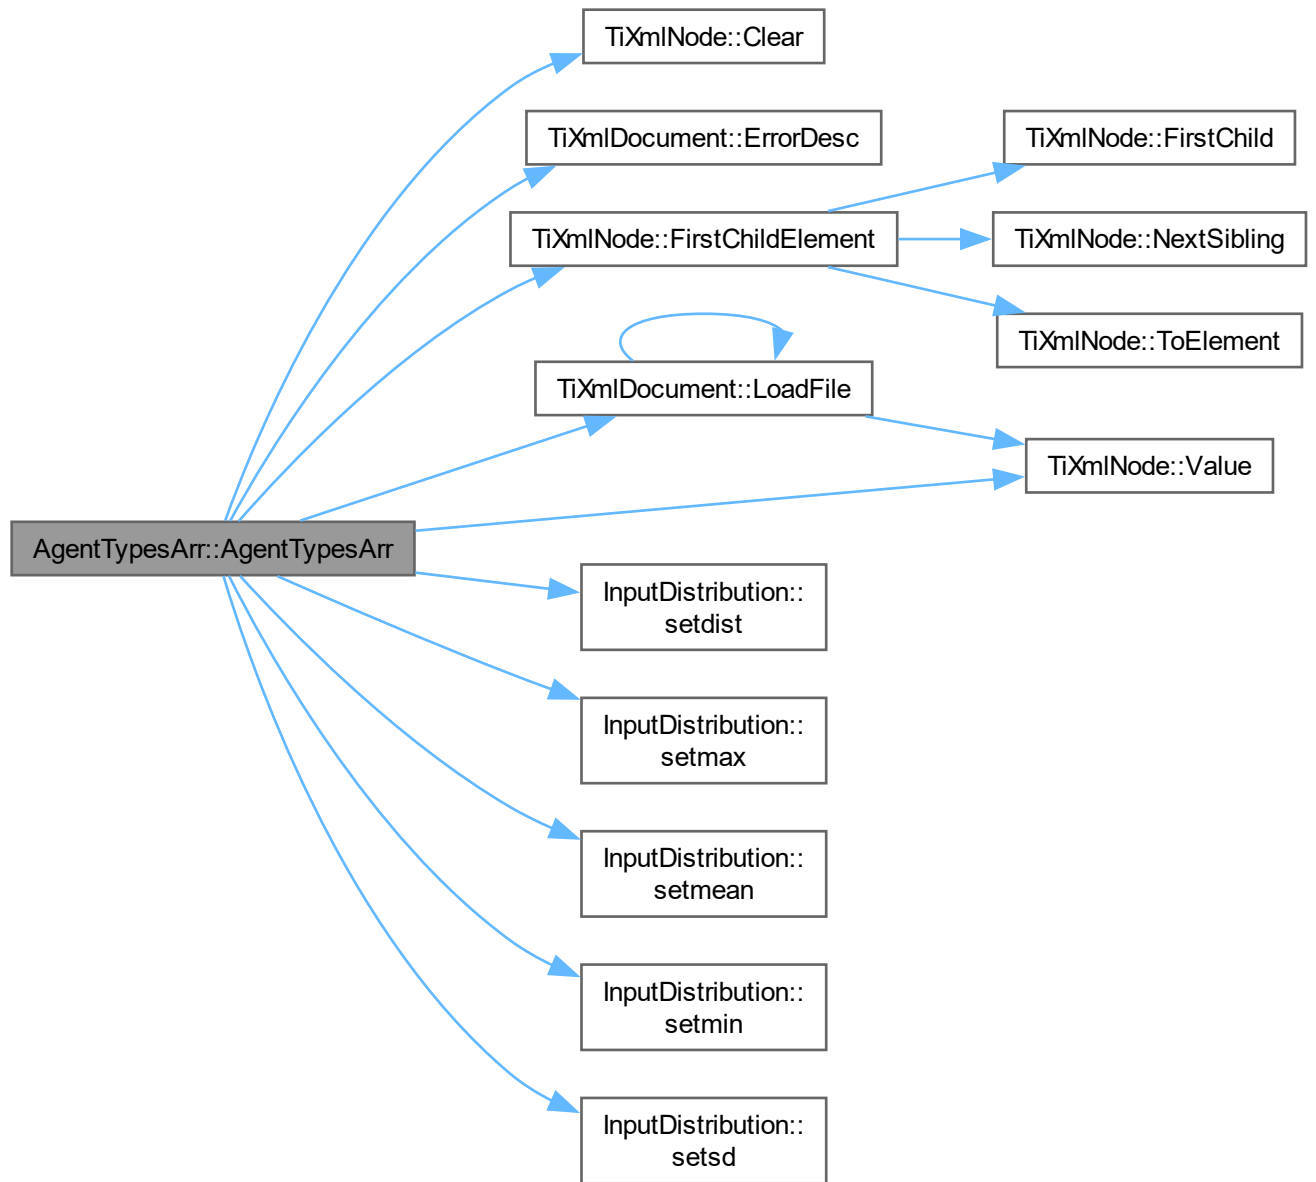 TiXmlNode::Clear
TiXmlDocument::ErrorDesc
TiXmlNode::FirstChild
TiXmlNode::FirstChildElement
TiXmlNode::NextSibling
TiXmlNode::ToElement
TiXmlDocument::LoadFile
TiXmlNode::Value
AgentTypesArr::AgentTypesArr
InputDistribution::
setdist
InputDistribution::
setmax
InputDistribution::
setmean
InputDistribution::
setmin
InputDistribution::
setsd